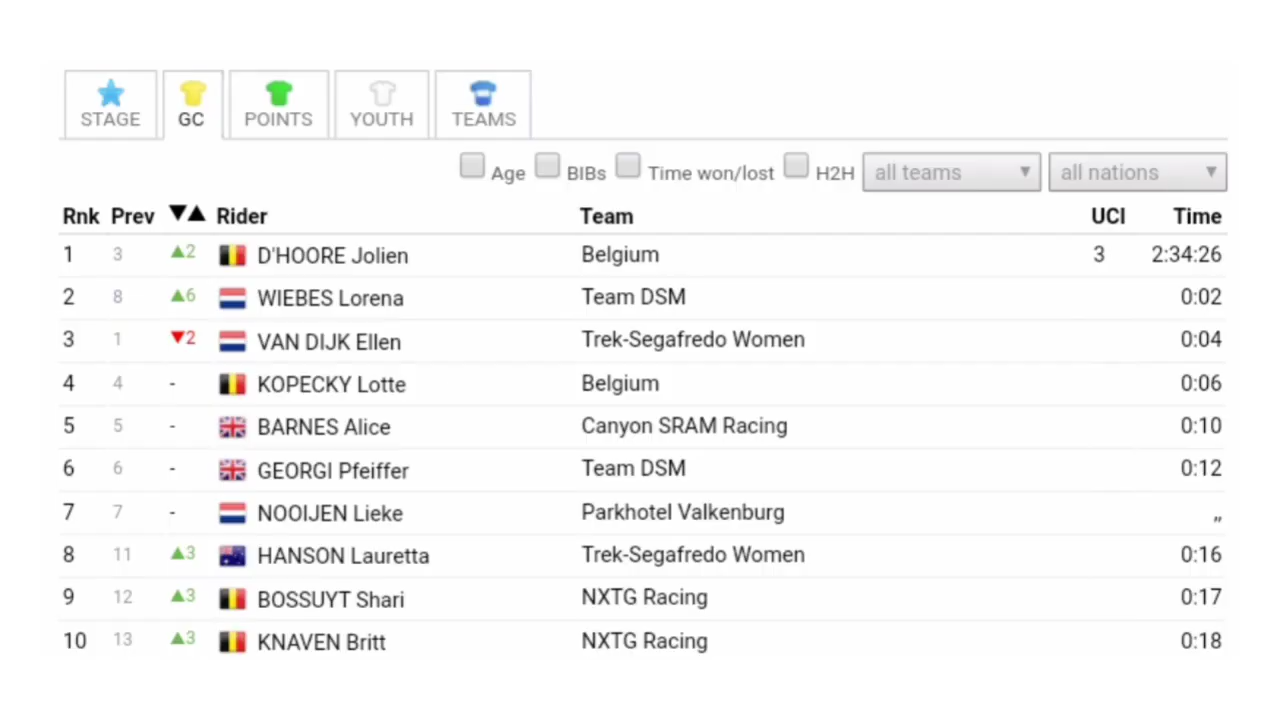 STAGE GC POINTS YOUTH TEAMS
Age BIBs Time won/lost H2H all teams ▼ all nations ▼
Rnk Prev ▼▲ Rider Team UCI Time
1 3 ▲2 D'HOORE Jolien Belgium 3 2:34:26
2 8 ▲6 WIEBES Lorena Team DSM 0:02
3 1 ▼2 VAN DIJK Ellen Trek-Segafredo Women 0:04
4 4 - KOPECKY Lotte Belgium 0:06
5 5 - BARNES Alice Canyon SRAM Racing 0:10
6 6 - GEORGI Pfeiffer Team DSM 0:12
7 7 - NOOIJEN Lieke Parkhotel Valkenburg ,,
8 11 ▲3 HANSON Lauretta Trek-Segafredo Women 0:16
9 12 ▲3 BOSSUYT Shari NXTG Racing 0:17
10 13 ▲3 KNAVEN Britt NXTG Racing 0:18